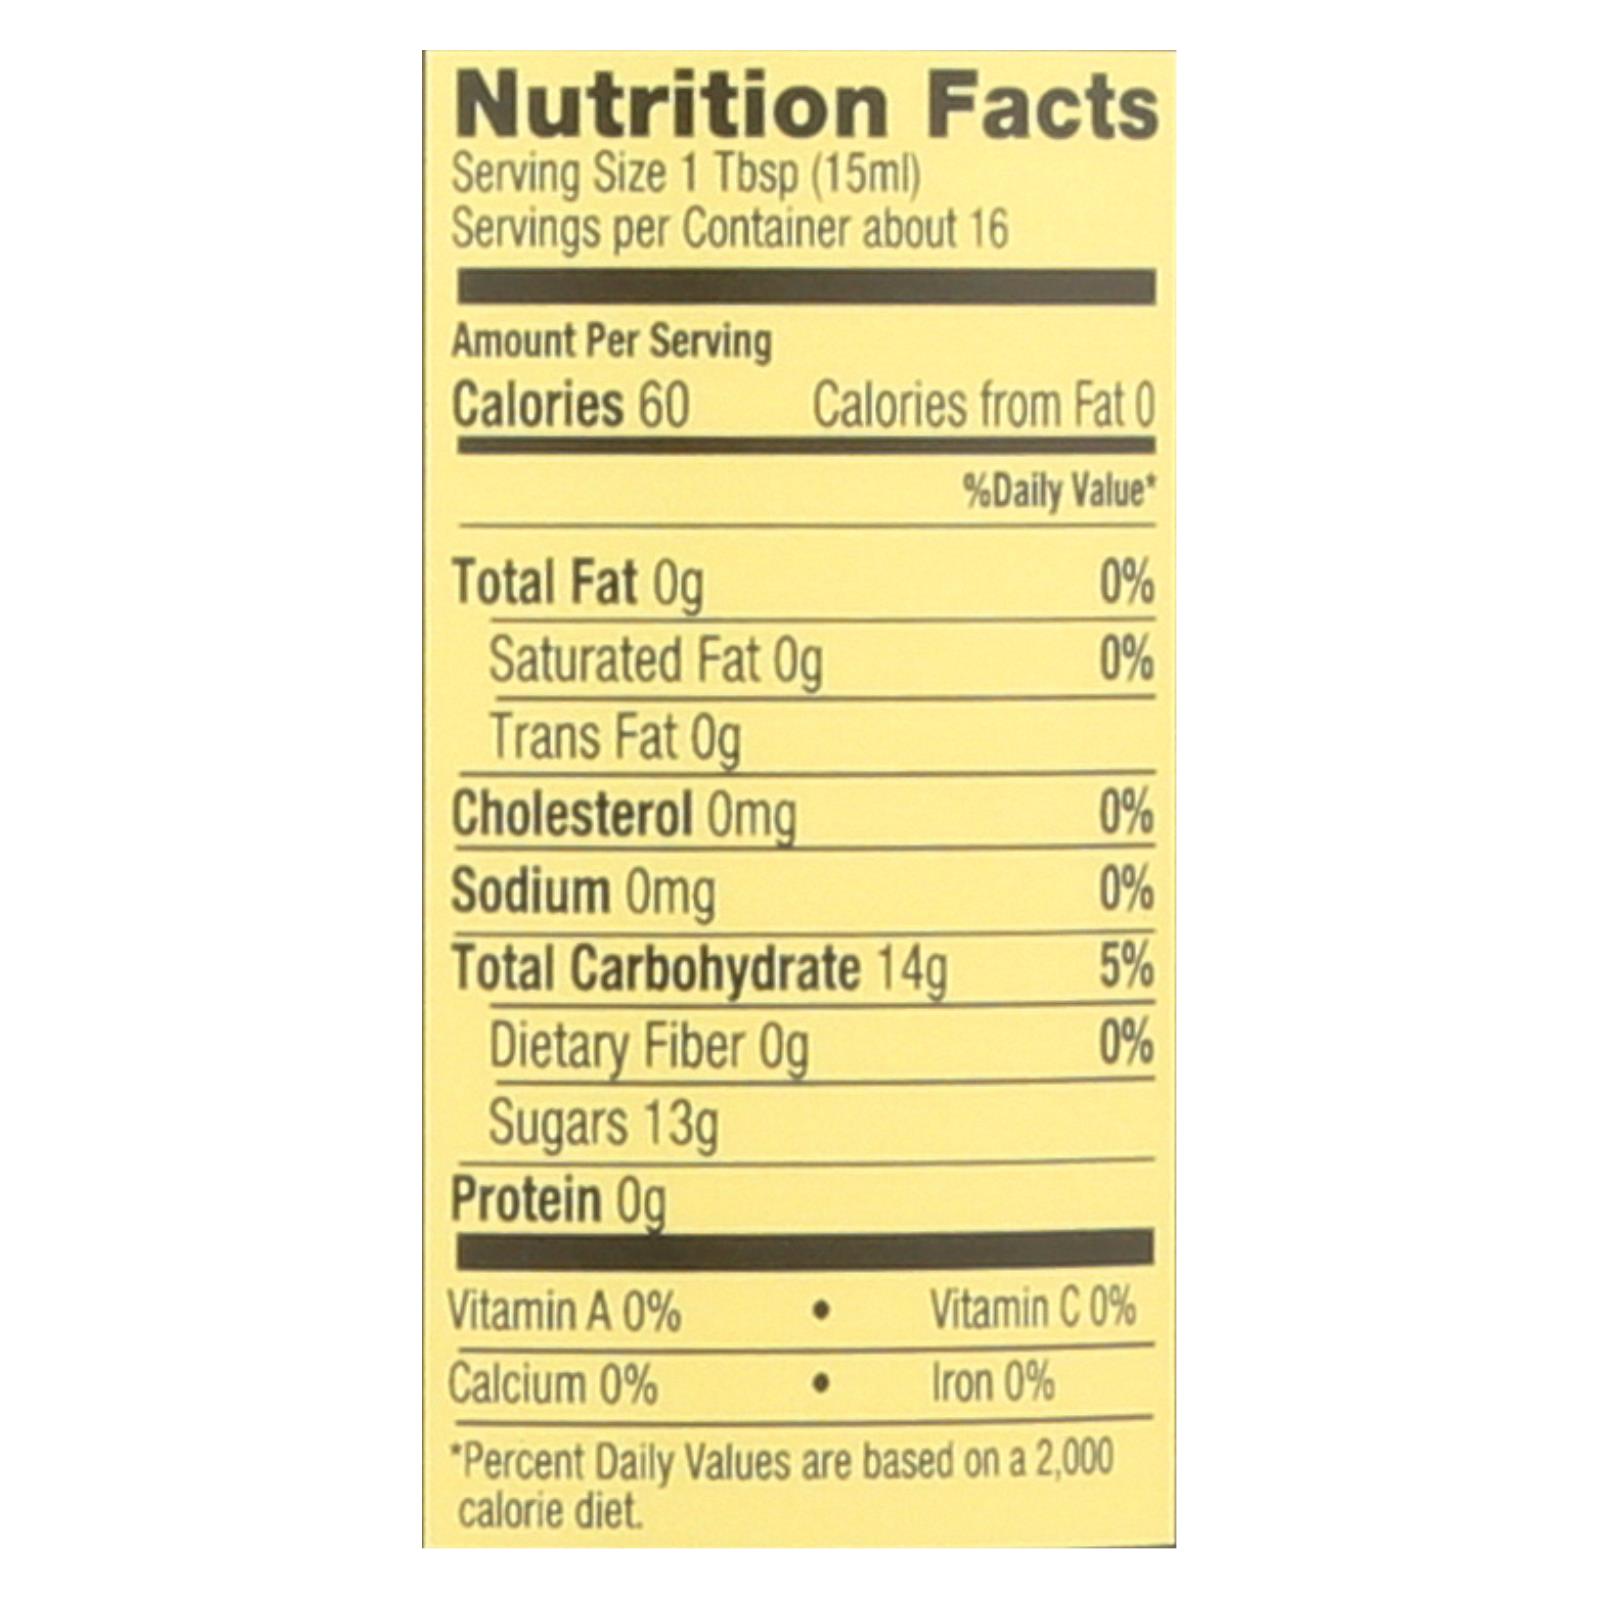 Nutrition Facts
Serving Size 1 Tbsp (15ml)
Servings per Container about 16
Amount Per Serving
Calories 60 Calories from Fat 0
%Daily Value*
Total Fat 0g 0%
Saturated Fat 0g 0%
Trans Fat 0g
Cholesterol 0mg 0%
Sodium 0mg 0%
Total Carbohydrate 14g 5%
Dietary Fiber 0g 0%
Sugars 13g
Protein 0g
Vitamin A 0% • Vitamin C 0%
Calcium 0% • Iron 0%
*Percent Daily Values are based on a 2,000
calorie diet.